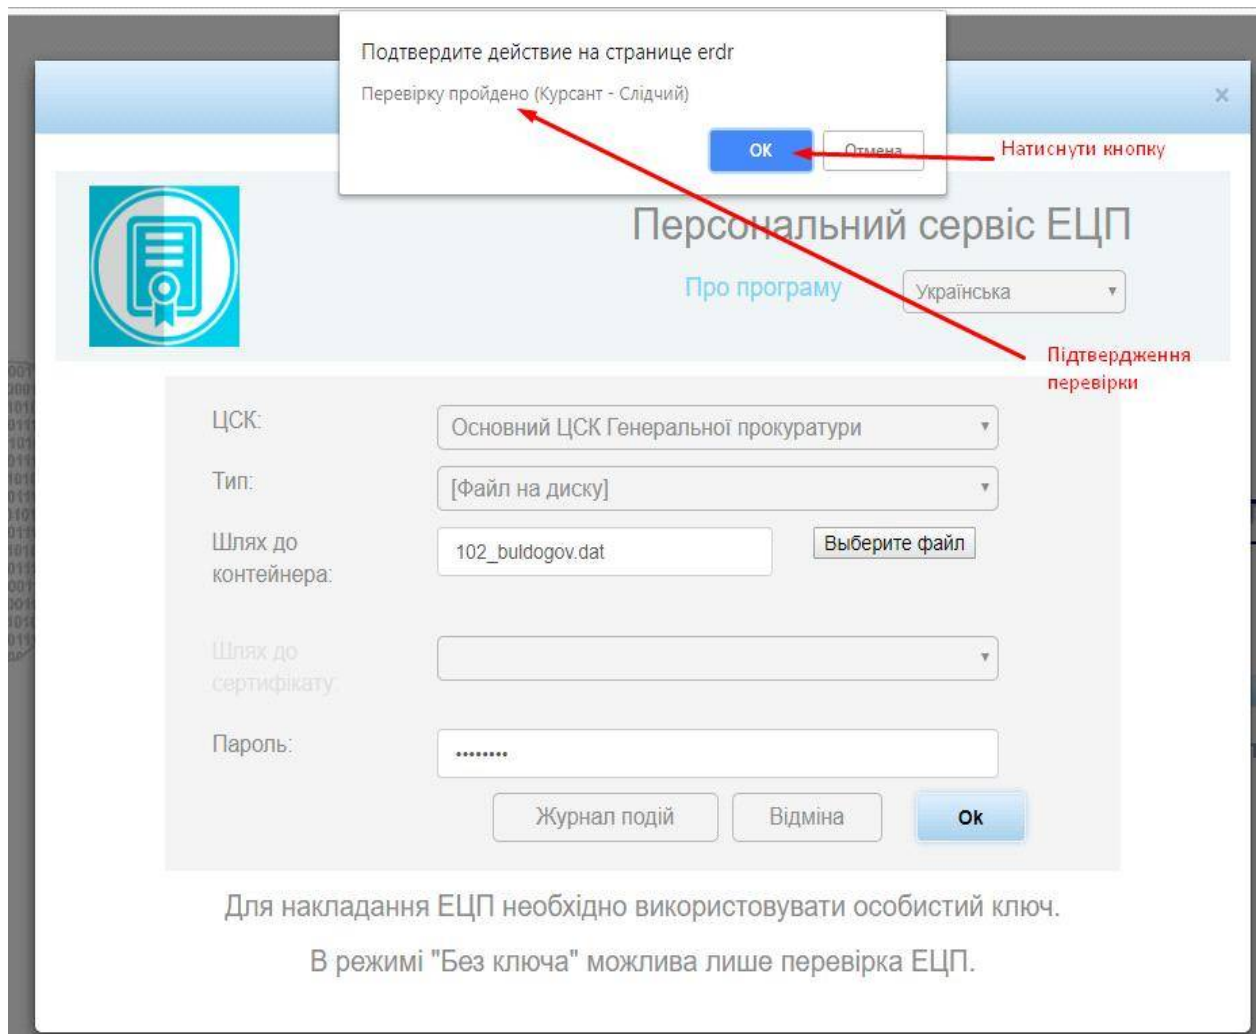 Подтвердите действие на странице erdr
Перевірку пройдено (Курсант - Слідчий)
ОК
Отмена
Натиснути кнопку
×
Персональний сервіс ЕЦП
Про програму
Українська
Підтвердження
перевірки
ЦСК:
Основний ЦСК Генеральної прокуратури
Тип:
[Файл на диску]
Шлях до
контейнера:
102_buldogov.dat
Выберите файл
Шлях до
сертифікату:
Пароль:
••••••••
Журнал подій
Відміна
Ok
Для накладання ЕЦП необхідно використовувати особистий ключ.
В режимі "Без ключа" можлива лише перевірка ЕЦП.